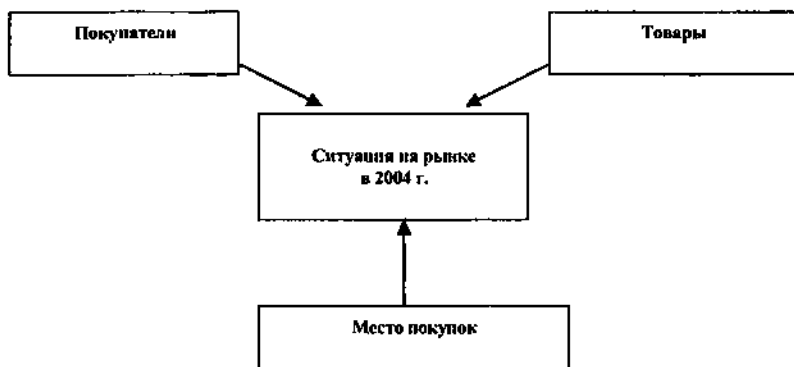 Покупатели
Товары
Ситуация на рынке
в 2004 г.
Место покупок